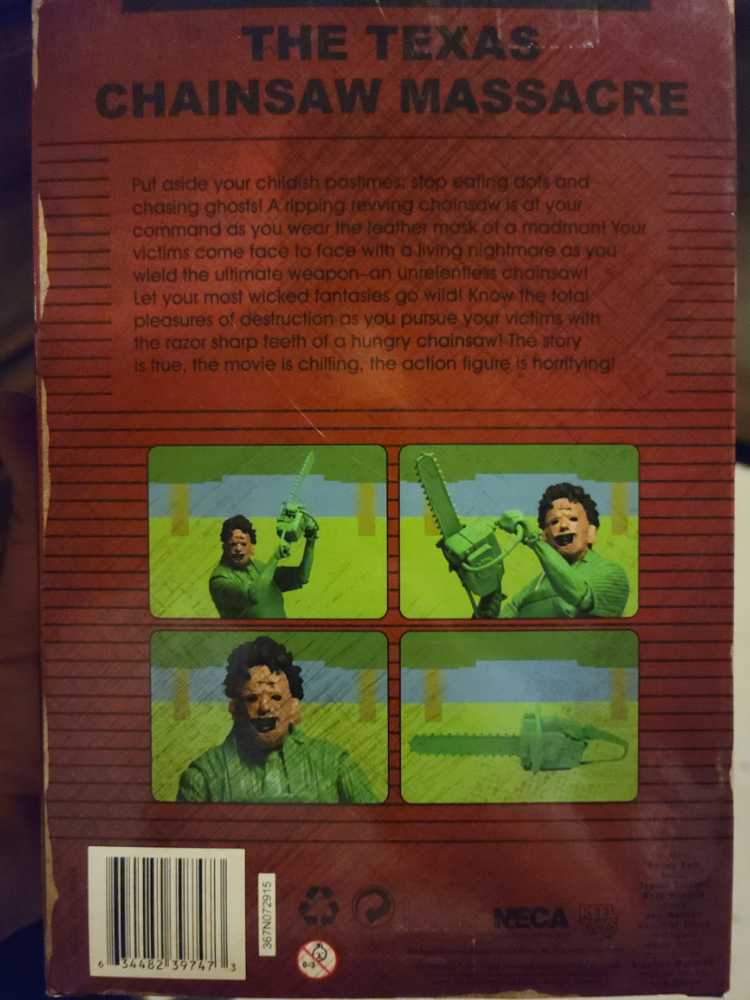 THE TEXAS
CHAINSAW MASSACRE
Put aside your childish pastimes; stop eating dots and
chasing ghosts! A ripping revving chainsaw is at your
command as you wear the leather mask of a madman! Your
victims come face to face with a living nightmare as you
wield the ultimate weapon–an unrelentless chainsaw!
Let your most wicked fantasies go wild! Know the total
pleasures of destruction as you pursue your victims with
the razor sharp teeth of a hungry chainsaw! The story
is true, the movie is chilling, the action figure is horrifying!
6 34482 39747 3
367N072915
0-3
NECA